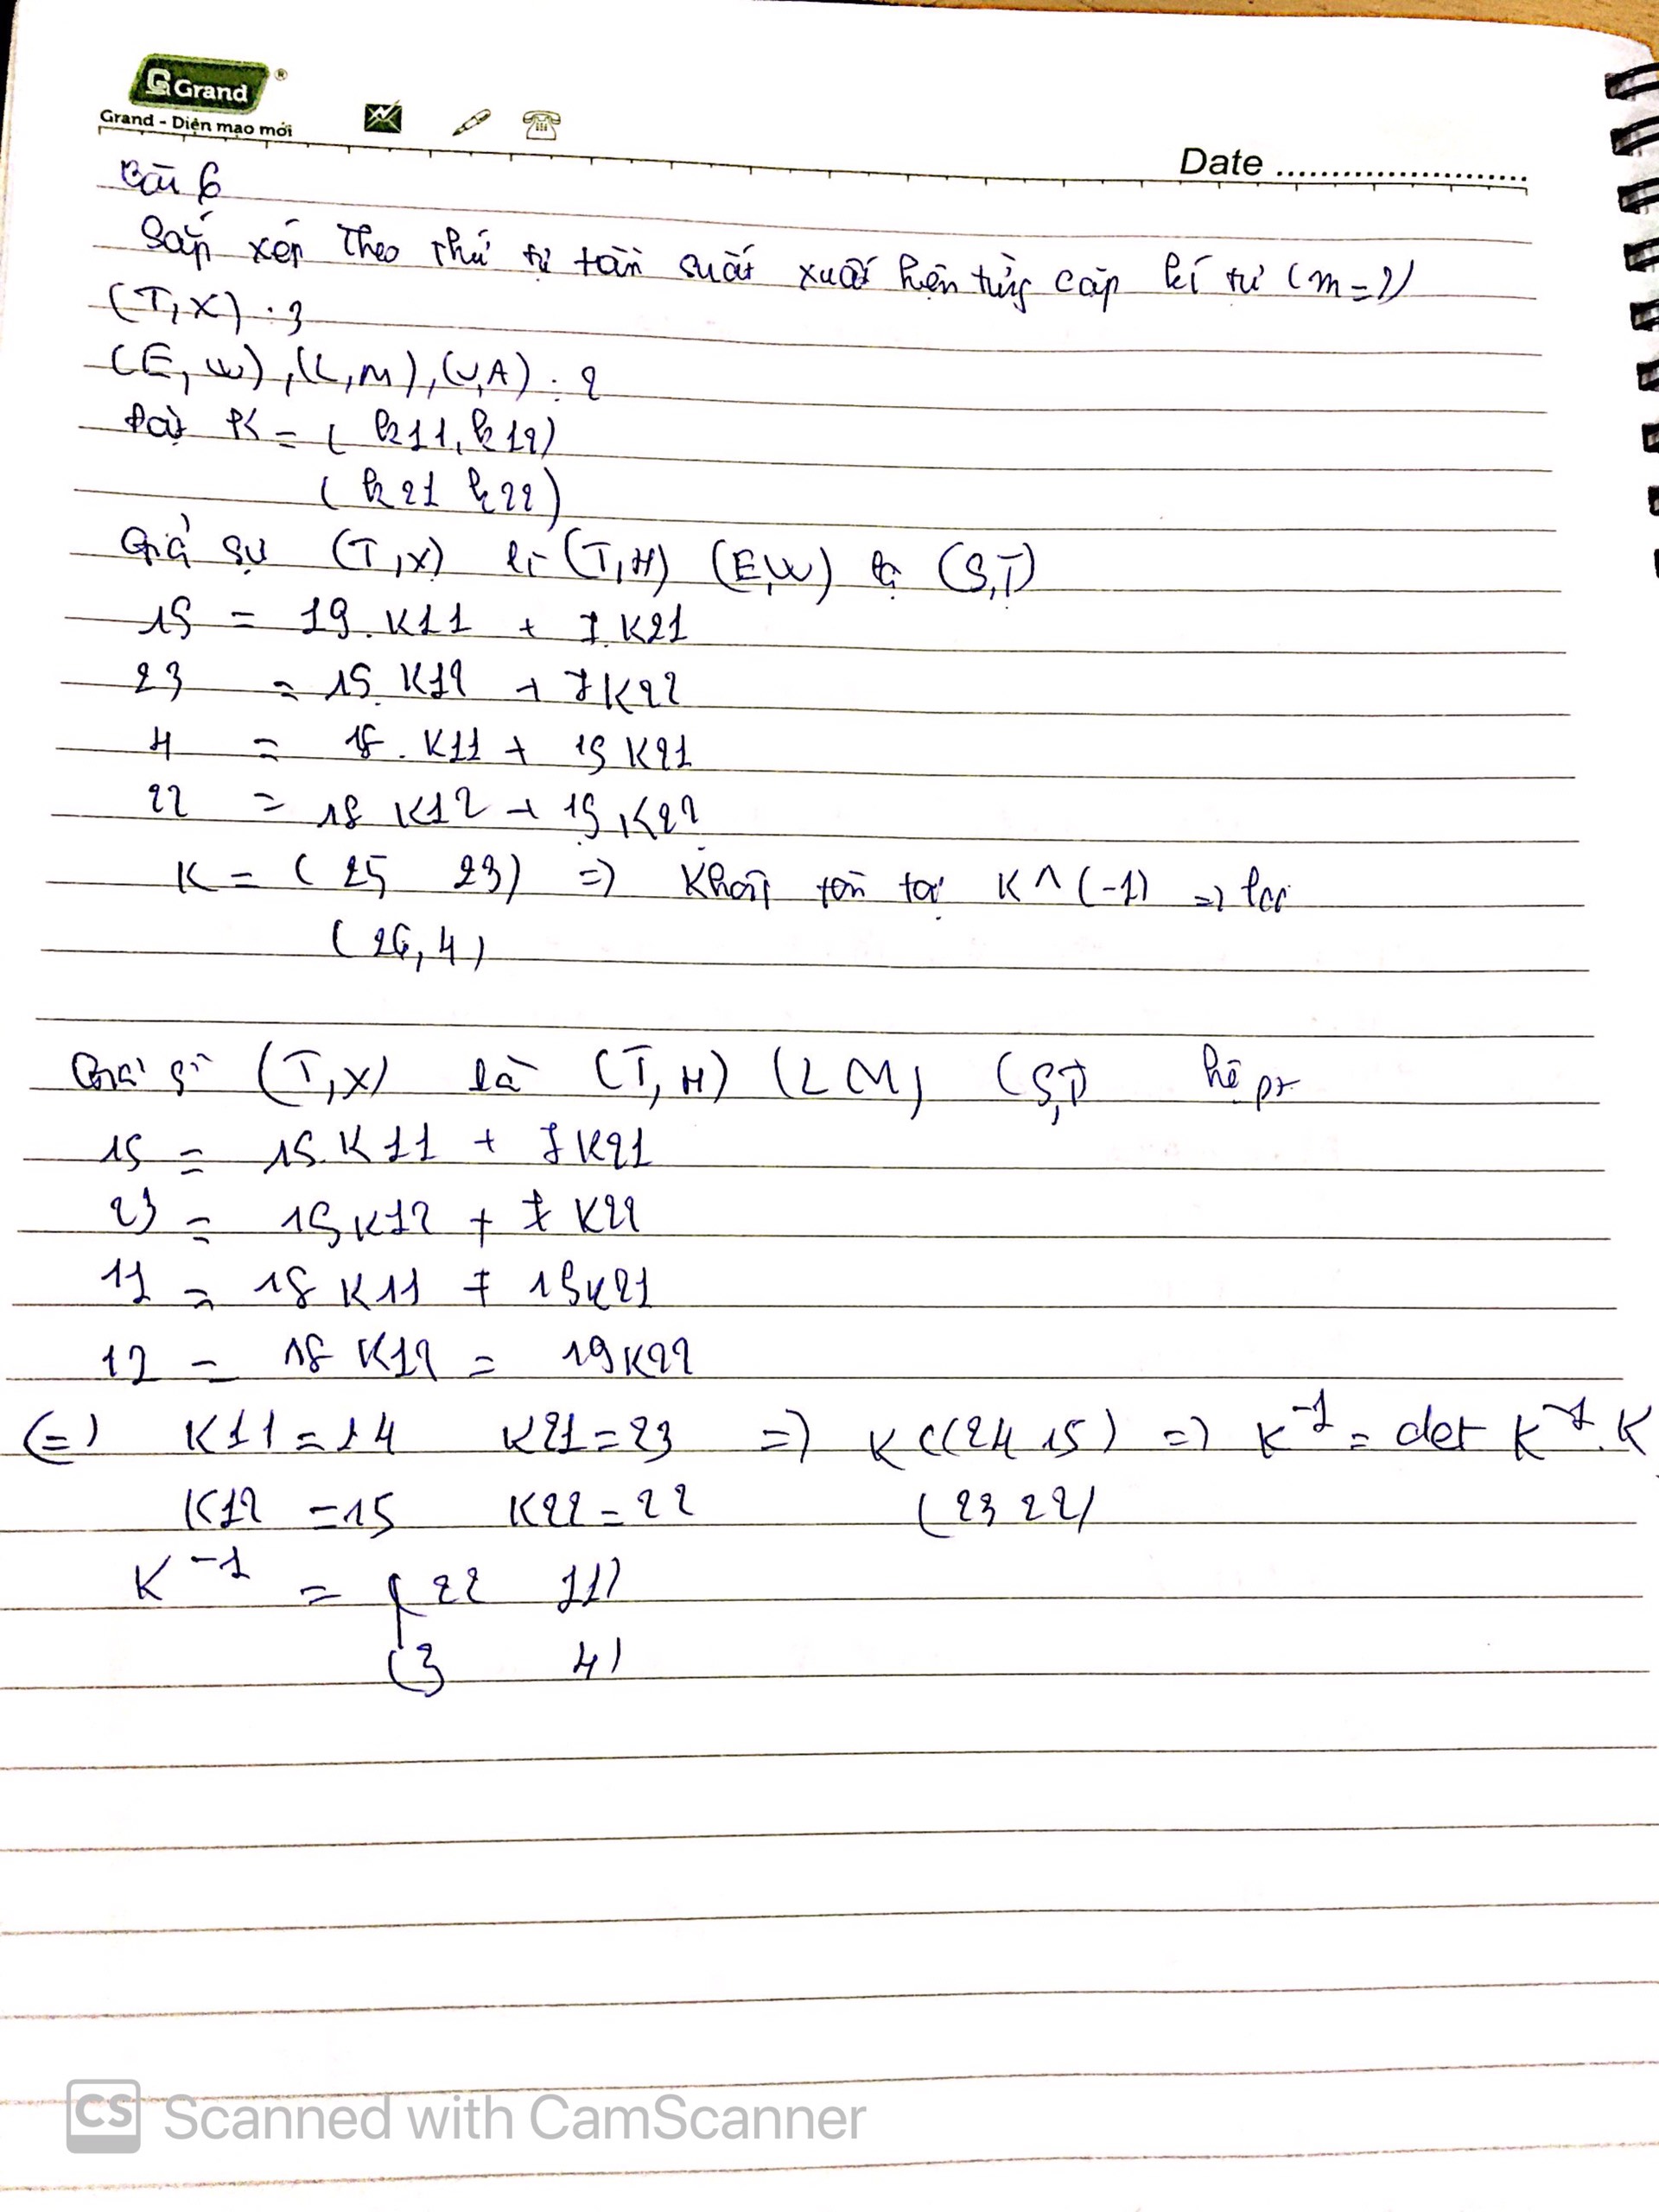 G Grand ®
Grand - Diện mạo mới
Date ........................
Bài 6
Sắp xếp theo thứ tự tần suất xuất hiện từng cặp kí tự (m=2)
(T,X) : 3
(E,W), (L,M), (V,A) : 2
Đặt K = ( k11, k12)
( k21 k22)
Giả sử (T,X) là (T,H) (E,W) là (S,T)
19 = 19.K11 + 7.K21
23 = 19 K12 + 7K22
4 = 18. K11 + 19 K21
22 = 18 K12 + 19 K22
K = ( 25 23) => Không tồn tại K^(-1) => loại
(26,4)
Giả sử (T,X) là (T,H) (L M) (S,T) hệ pt
19 = 19.K11 + 7K21
23 = 19K12 + 7 K22
11 = 18 K11 + 19K21
12 = 18 K12 = 19K22
(=) K11 = 24 K21 = 23 => K ((24 15) => K^-1 = det K^-1.K
K12 = 15 K22 = 22 (23 22)
K^-1 = ( 22 11)
(3 4)
CS Scanned with CamScanner